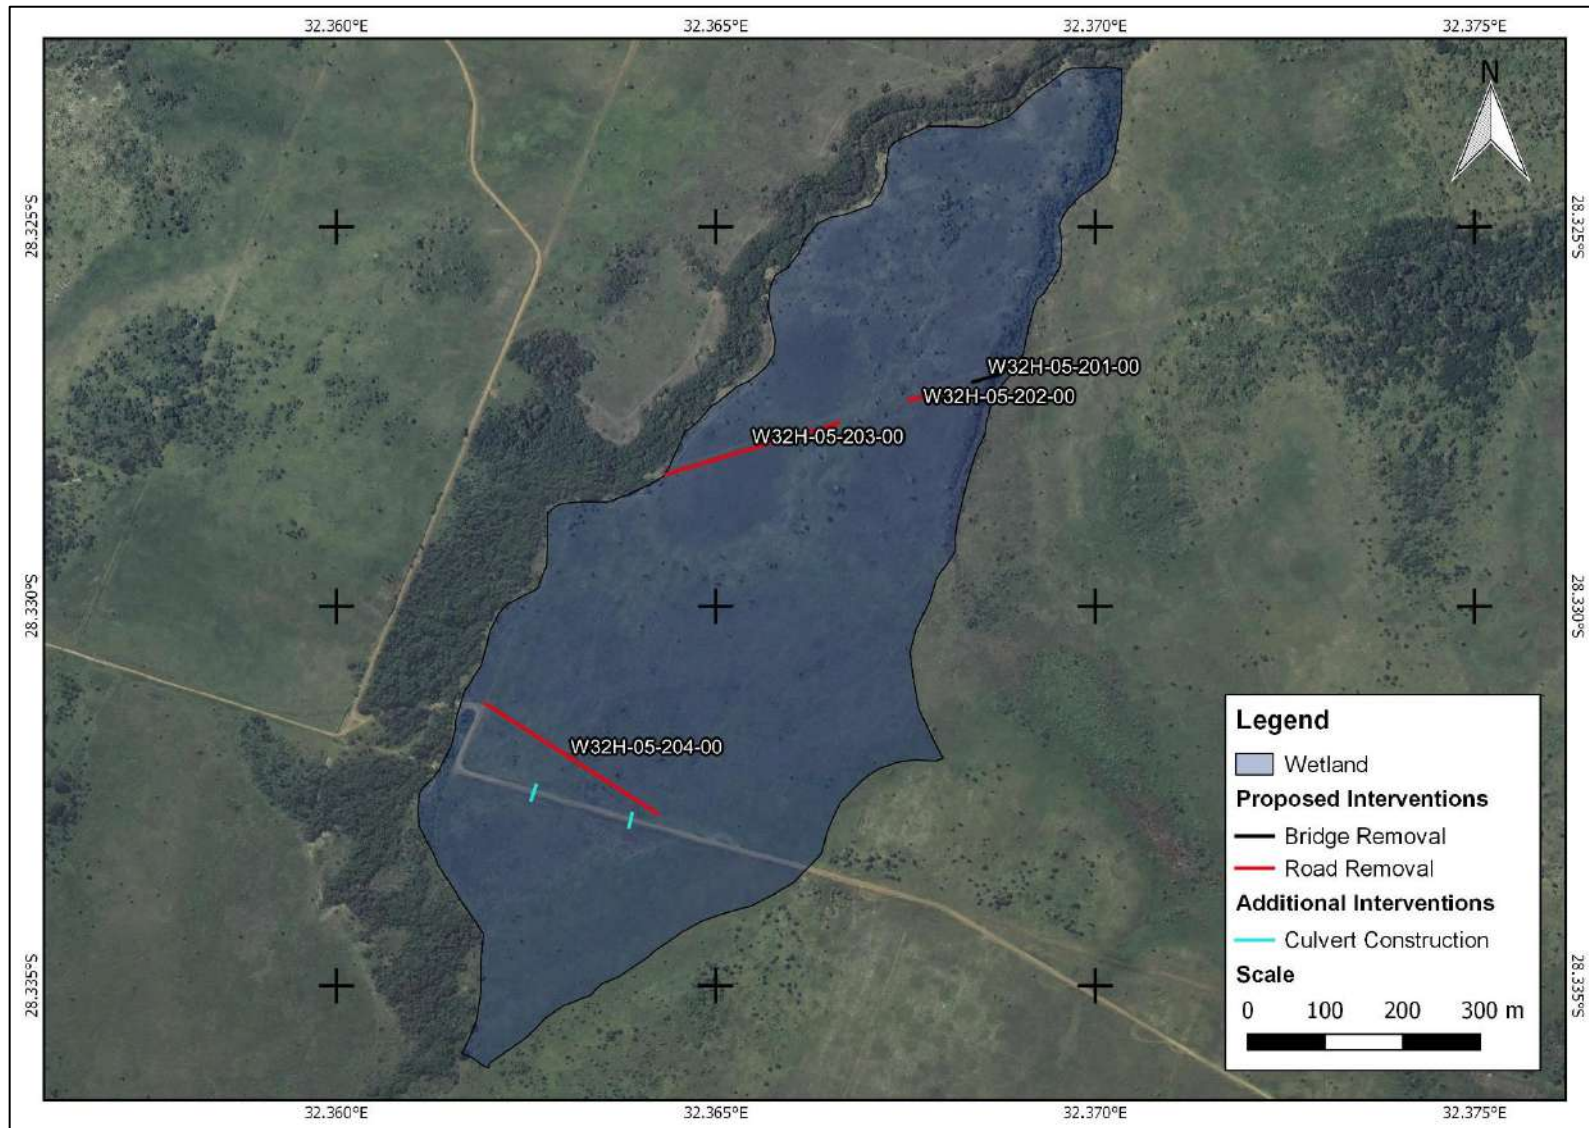 32.360°E 32.365°E 32.370°E 32.375°E
N
28.325°S 28.325°S
W32H-05-201-00
W32H-05-202-00
W32H-05-203-00
28.330°S 28.330°S
W32H-05-204-00
Legend
Wetland
Proposed Interventions
Bridge Removal
Road Removal
Additional Interventions
Culvert Construction
Scale
0 100 200 300 m
28.335°S 28.335°S
32.360°E 32.365°E 32.370°E 32.375°E